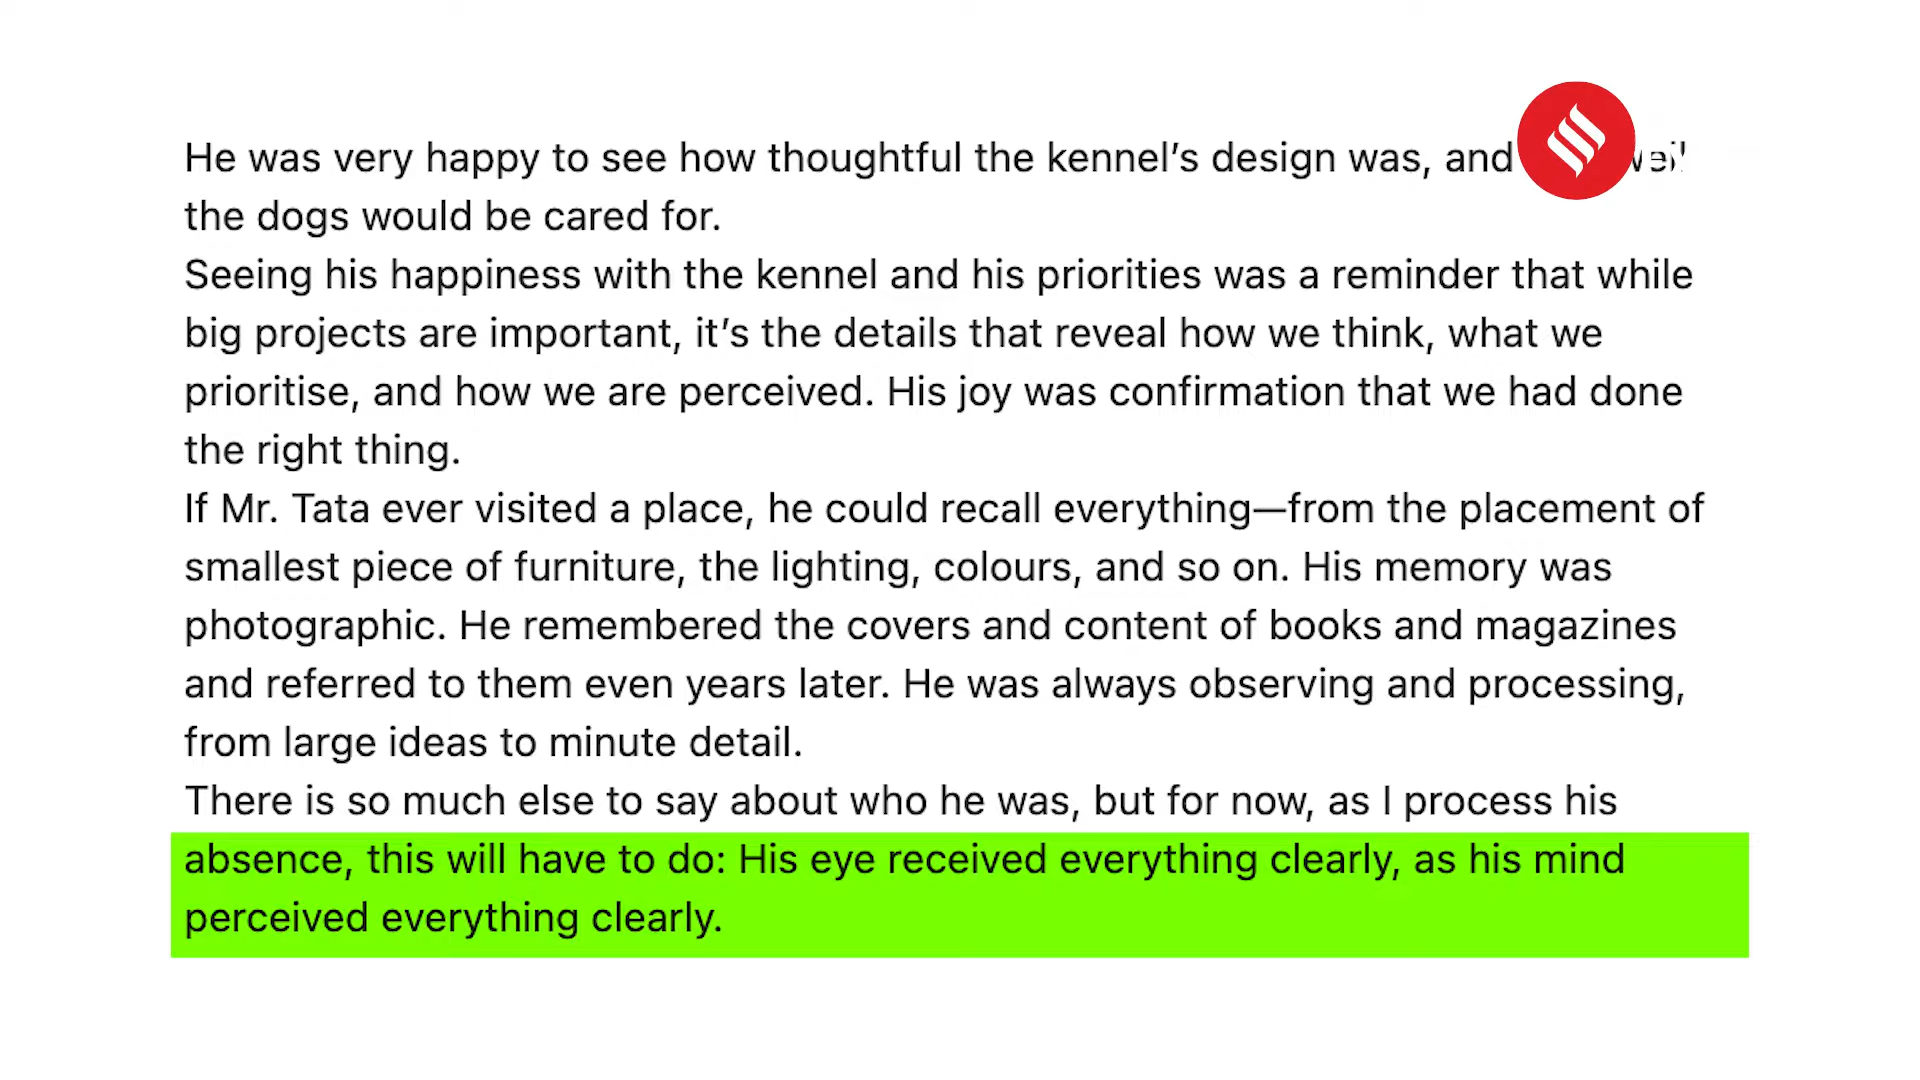 He was very happy to see how thoughtful the kennel’s design was, and
the dogs would be cared for.
Seeing his happiness with the kennel and his priorities was a reminder that while
big projects are important, it’s the details that reveal how we think, what we
prioritise, and how we are perceived. His joy was confirmation that we had done
the right thing.
If Mr. Tata ever visited a place, he could recall everything—from the placement of
smallest piece of furniture, the lighting, colours, and so on. His memory was
photographic. He remembered the covers and content of books and magazines
and referred to them even years later. He was always observing and processing,
from large ideas to minute detail.
There is so much else to say about who he was, but for now, as I process his
absence, this will have to do: His eye received everything clearly, as his mind
perceived everything clearly.